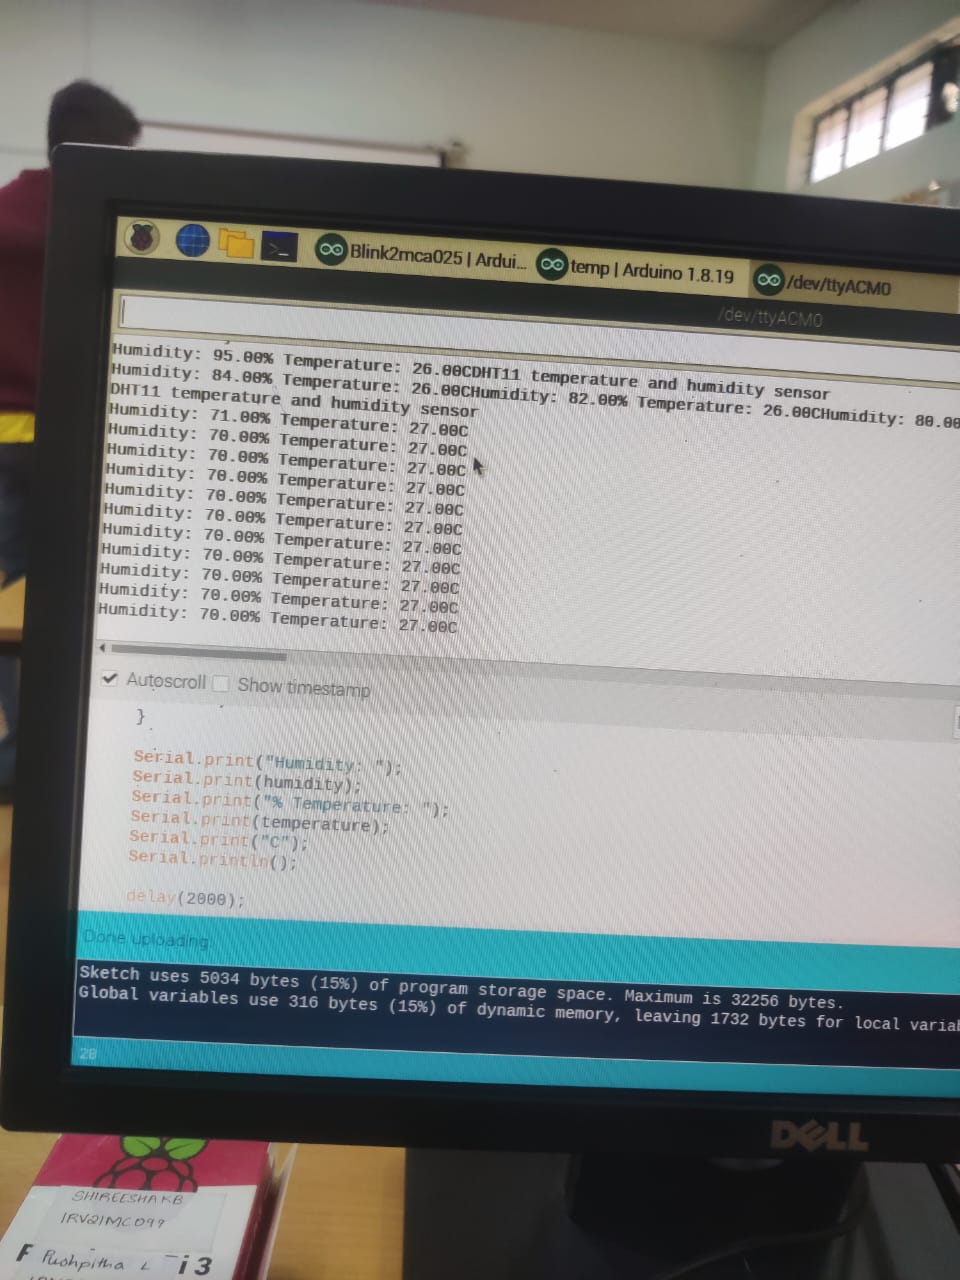 Blink2mca025 | Ardui...
temp | Arduino 1.8.19
/dev/ttyACM0
/dev/ttyACM0
Humidity: 95.00% Temperature: 26.00CDHT11 temperature and humidity sensor
Humidity: 84.00% Temperature: 26.00CHumidity: 82.00% Temperature: 26.00CHumidity: 80.00
DHT11 temperature and humidity sensor
Humidity: 71.00% Temperature: 27.00C
Humidity: 70.00% Temperature: 27.00C
Humidity: 70.00% Temperature: 27.00C
Humidity: 70.00% Temperature: 27.00C
Humidity: 70.00% Temperature: 27.00C
Humidity: 70.00% Temperature: 27.00C
Humidity: 70.00% Temperature: 27.00C
Humidity: 70.00% Temperature: 27.00C
Humidity: 70.00% Temperature: 27.00C
Humidity: 70.00% Temperature: 27.00C
Humidity: 70.00% Temperature: 27.00C
Autoscroll Show timestamp
}
Serial.print("Humidity: ");
Serial.print(humidity);
Serial.print("% Temperature: ");
Serial.print(temperature);
Serial.print("C");
Serial.println();
delay(2000);
Done uploading.
Sketch uses 5034 bytes (15%) of program storage space. Maximum is 32256 bytes.
Global variables use 316 bytes (15%) of dynamic memory, leaving 1732 bytes for local variab
20
DELL
SHIREESHA KB
1RV21MC099
Pushpitha L
i 3